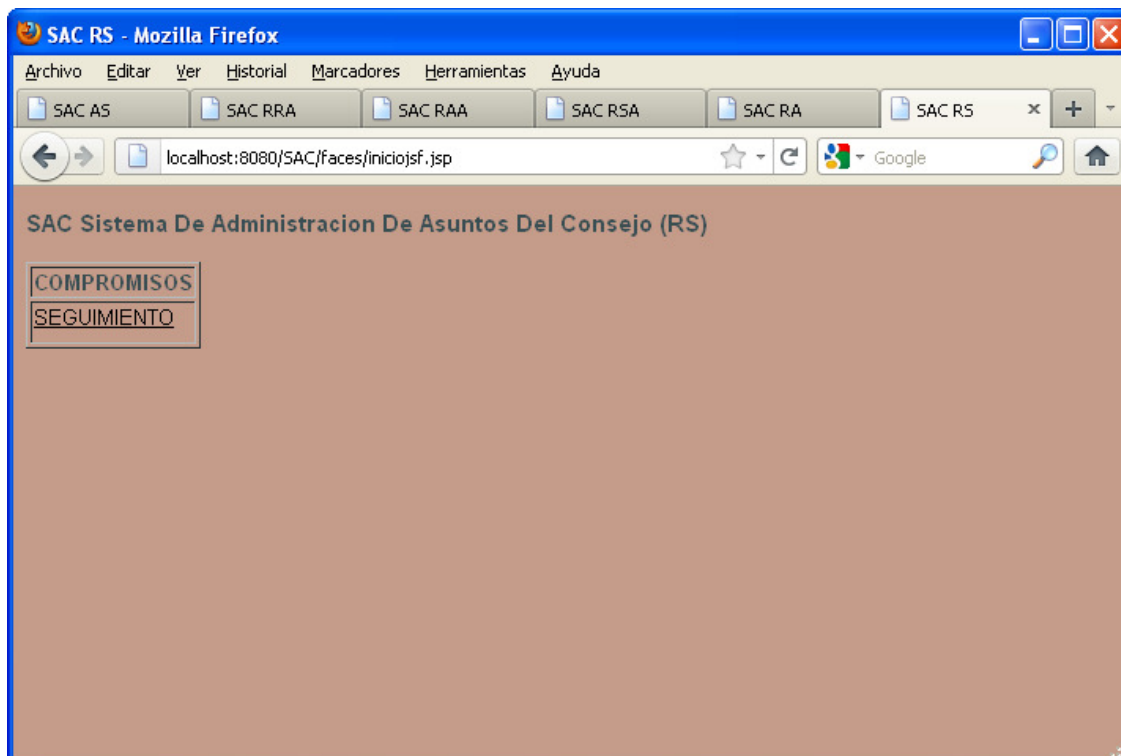 SAC RS - Mozilla Firefox
Archivo Editar Ver Historial Marcadores Herramientas Ayuda
SAC AS SAC RRA SAC RAA SAC RSA SAC RA SAC RS
localhost:8080/SAC/faces/iniciojsf.jsp Google
SAC Sistema De Administracion De Asuntos Del Consejo (RS)
COMPROMISOS
SEGUIMIENTO